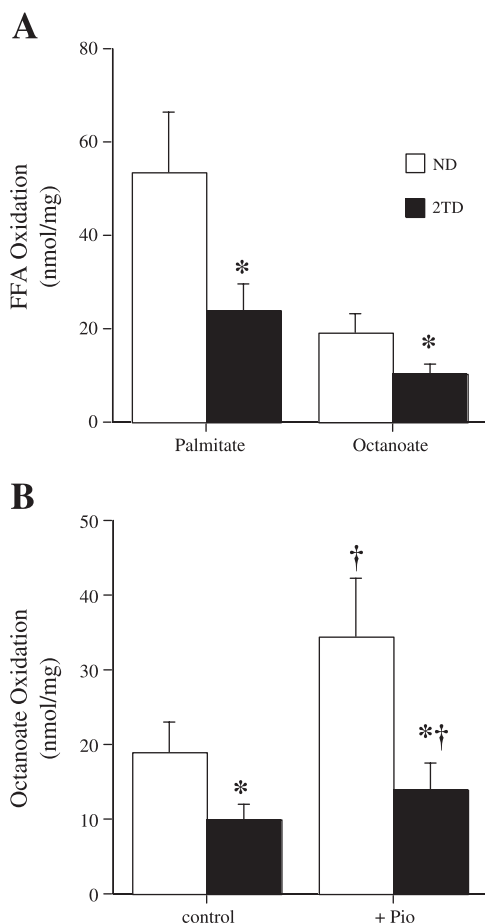 A
80
60
40
20
0
FFA Oxidation
(nmol/mg)
ND
2TD
*
*
Palmitate
Octanoate
B
50
40
30
20
10
0
Octanoate Oxidation
(nmol/mg)
†
*†
*
control
+ Pio